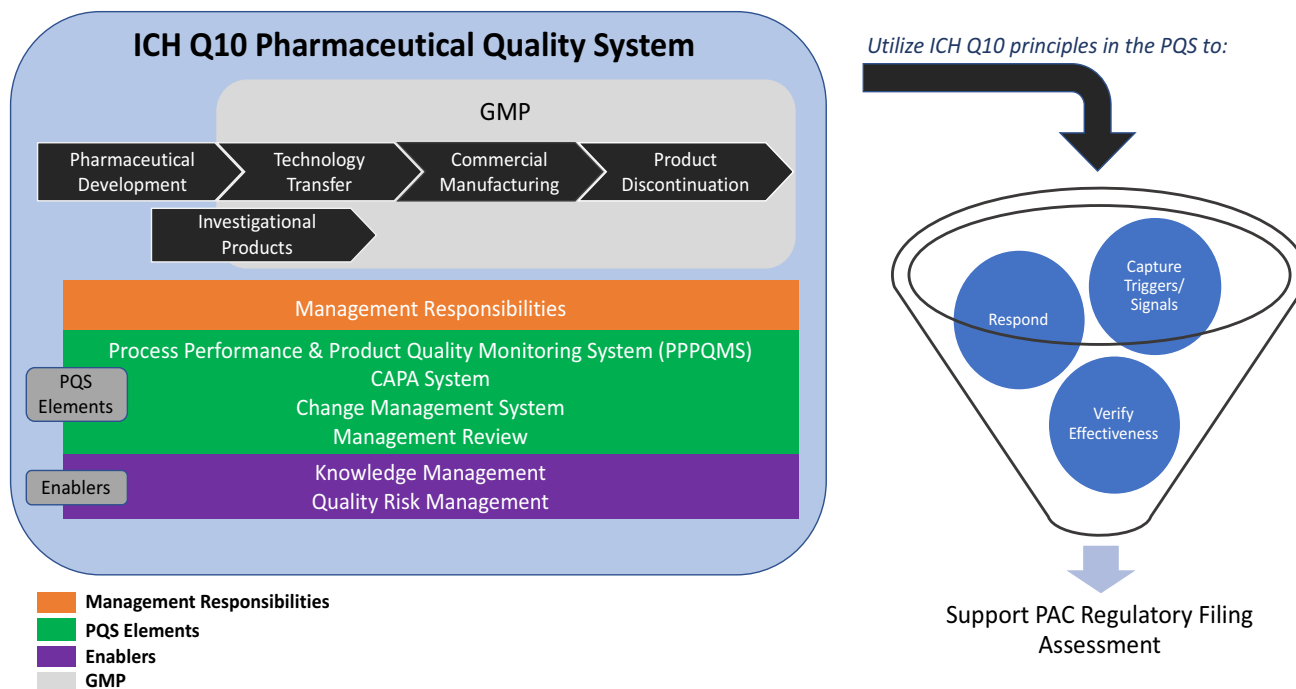 ICH Q10 Pharmaceutical Quality System
GMP
Pharmaceutical
Development
Technology
Transfer
Commercial
Manufacturing
Product
Discontinuation
Investigational
Products
Management Responsibilities
PQS
Elements
Process Performance & Product Quality Monitoring System (PPPQMS)
CAPA System
Change Management System
Management Review
Enablers
Knowledge Management
Quality Risk Management
Management Responsibilities
PQS Elements
Enablers
GMP
Utilize ICH Q10 principles in the PQS to:
Capture
Triggers/
Signals
Respond
Verify
Effectiveness
Support PAC Regulatory Filing
Assessment